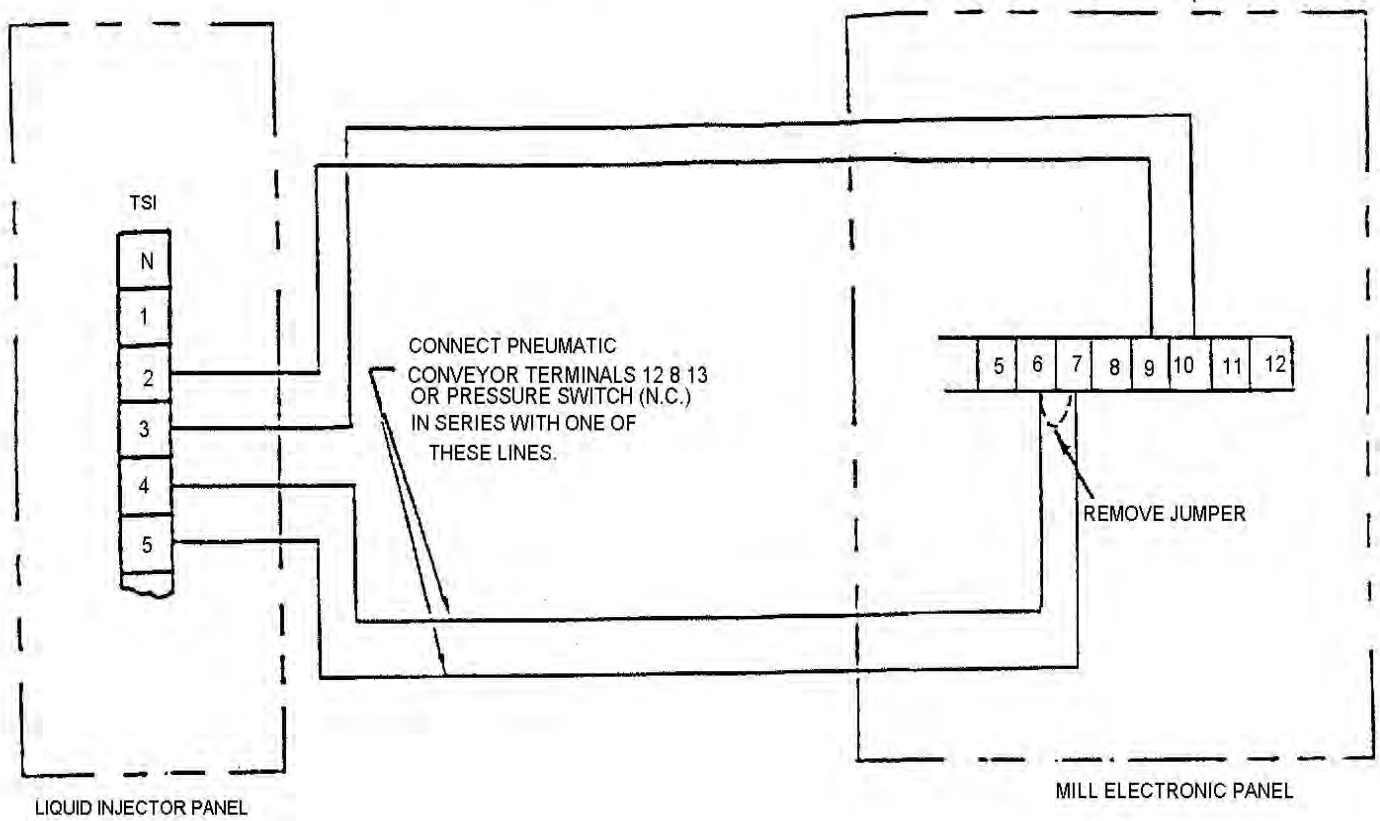 TSI
N
1
2
3
4
5
CONNECT PNEUMATIC
CONVEYOR TERMINALS 12 8 13
OR PRESSURE SWITCH (N.C.)
IN SERIES WITH ONE OF
THESE LINES.
5 6 7 8 9 10 11 12
REMOVE JUMPER
LIQUID INJECTOR PANEL
MILL ELECTRONIC PANEL